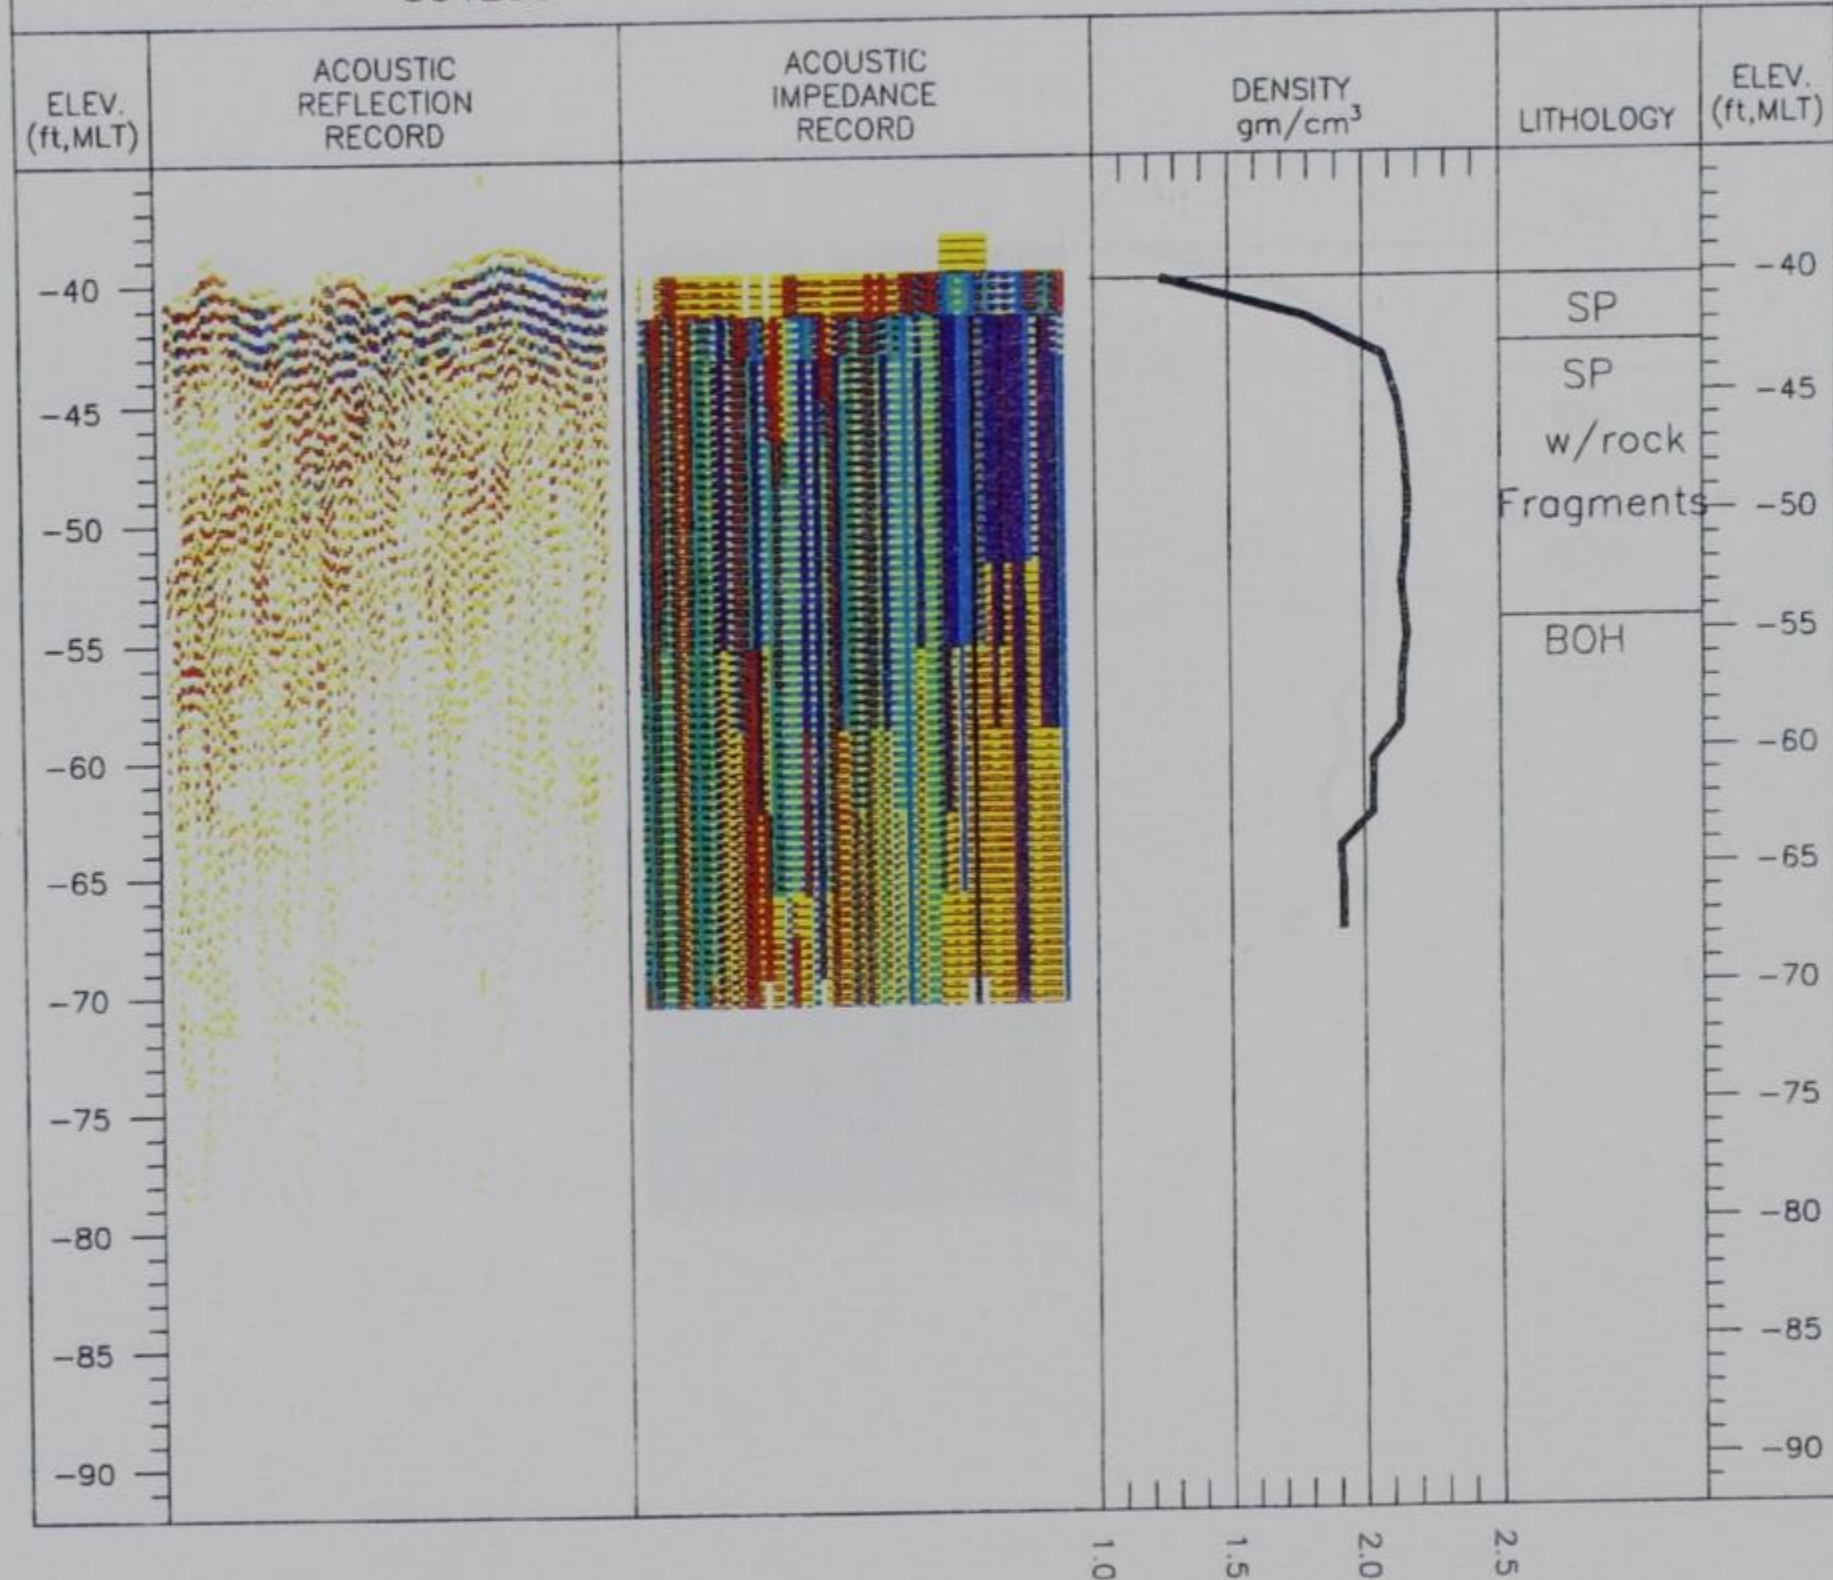 ELEV.
(ft,MLT)
ACOUSTIC
REFLECTION
RECORD
ACOUSTIC
IMPEDANCE
RECORD
DENSITY
gm/cm³
LITHOLOGY
ELEV.
(ft,MLT)
-40
-45
-50
-55
-60
-65
-70
-75
-80
-85
-90
SP
SP
w/rock
Fragments
BOH
-40
-45
-50
-55
-60
-65
-70
-75
-80
-85
-90
1.0
1.5
2.0
2.5